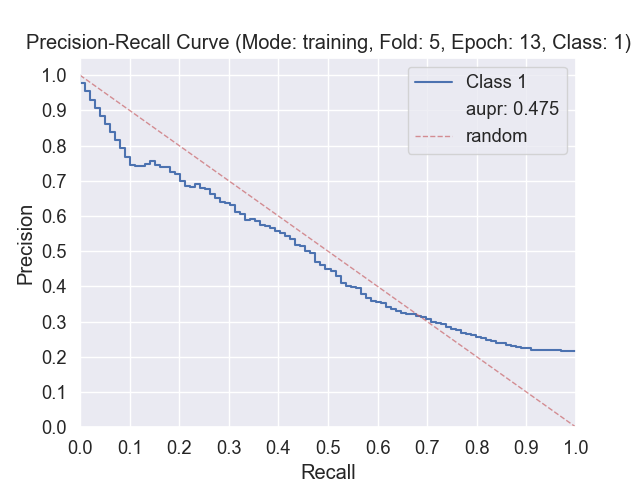 Precision-Recall Curve (Mode: training, Fold: 5, Epoch: 13, Class: 1)
1.0
0.9
0.8
0.7
0.6
0.5
0.4
0.3
0.2
0.1
0.0
Precision
Class 1
aupr: 0.475
random
0.0 0.1 0.2 0.3 0.4 0.5 0.6 0.7 0.8 0.9 1.0
Recall